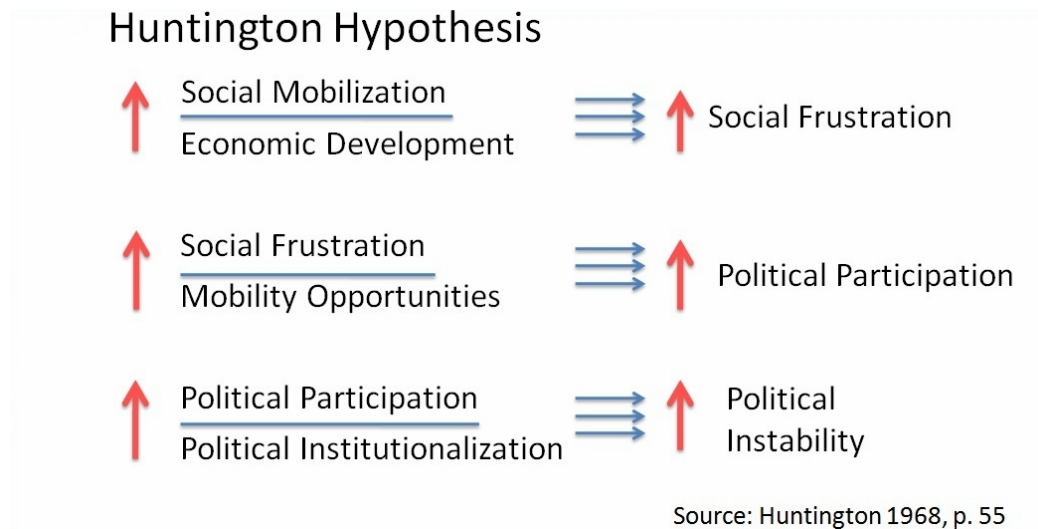 Huntington Hypothesis
Social Mobilization
Economic Development
Social Frustration
Social Frustration
Mobility Opportunities
Political Participation
Political Participation
Political Institutionalization
Political
Instability
Source: Huntington 1968, p. 55